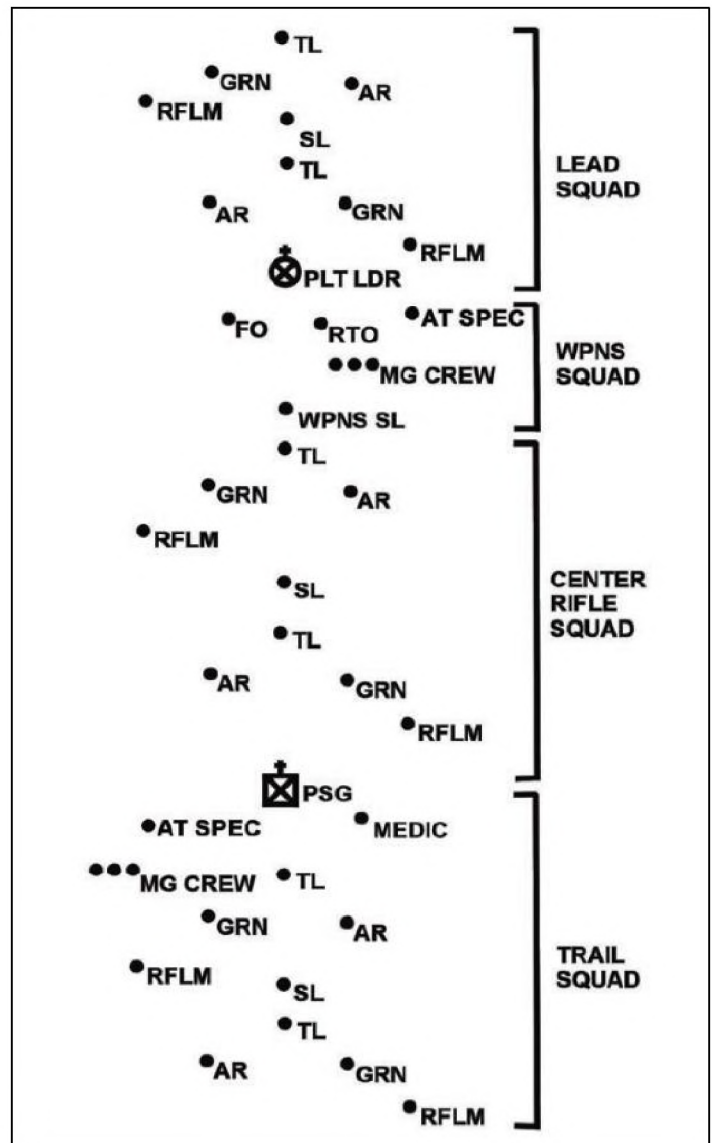 TL
GRN
AR
RFLM
SL
TL
LEAD
SQUAD
AR
GRN
RFLM
PLT LDR
FO
RTO
AT SPEC
MG CREW
WPNS
SQUAD
WPNS SL
TL
GRN
AR
RFLM
SL
CENTER
RIFLE
SQUAD
TL
AR
GRN
RFLM
PSG
AT SPEC
MEDIC
MG CREW
TL
GRN
AR
RFLM
SL
TRAIL
SQUAD
TL
AR
GRN
RFLM